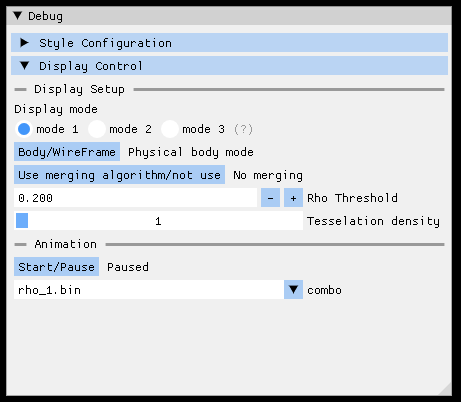 Debug
Style Configuration
Display Control
Display Setup
Display mode
mode 1 mode 2 mode 3 (?)
Body/WireFrame Physical body mode
Use merging algorithm/not use No merging
0.200 - + Rho Threshold
1 Tesselation density
Animation
Start/Pause Paused
rho_1.bin combo